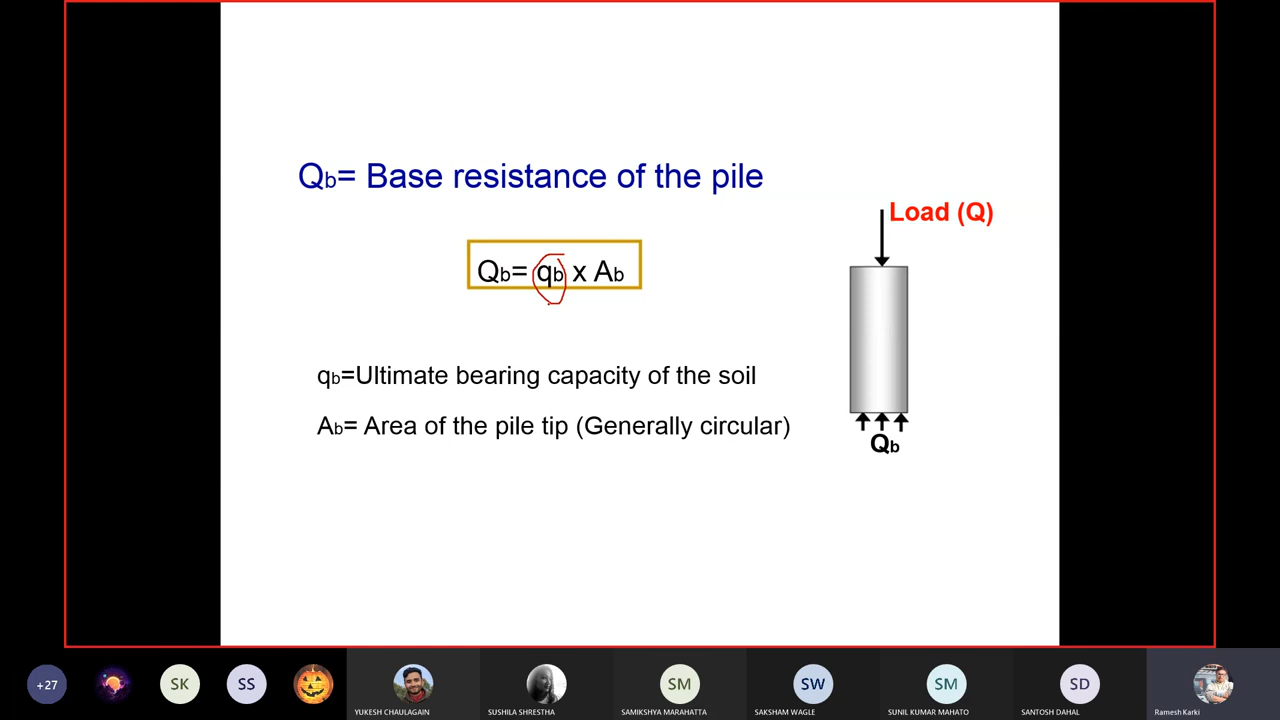 Qb= Base resistance of the pile
Load (Q)
Qb= qb x Ab
qb=Ultimate bearing capacity of the soil
Ab= Area of the pile tip (Generally circular)
Qb
+27
SK
SS
SM
SW
SM
SD
YUKESH CHAULAGAIN
SUSHILA SHRESTHA
SAMIKSHYA MARAHATTA
SAKSHAM WAGLE
SUNIL KUMAR MAHATO
SANTOSH DAHAL
Ramesh Karki